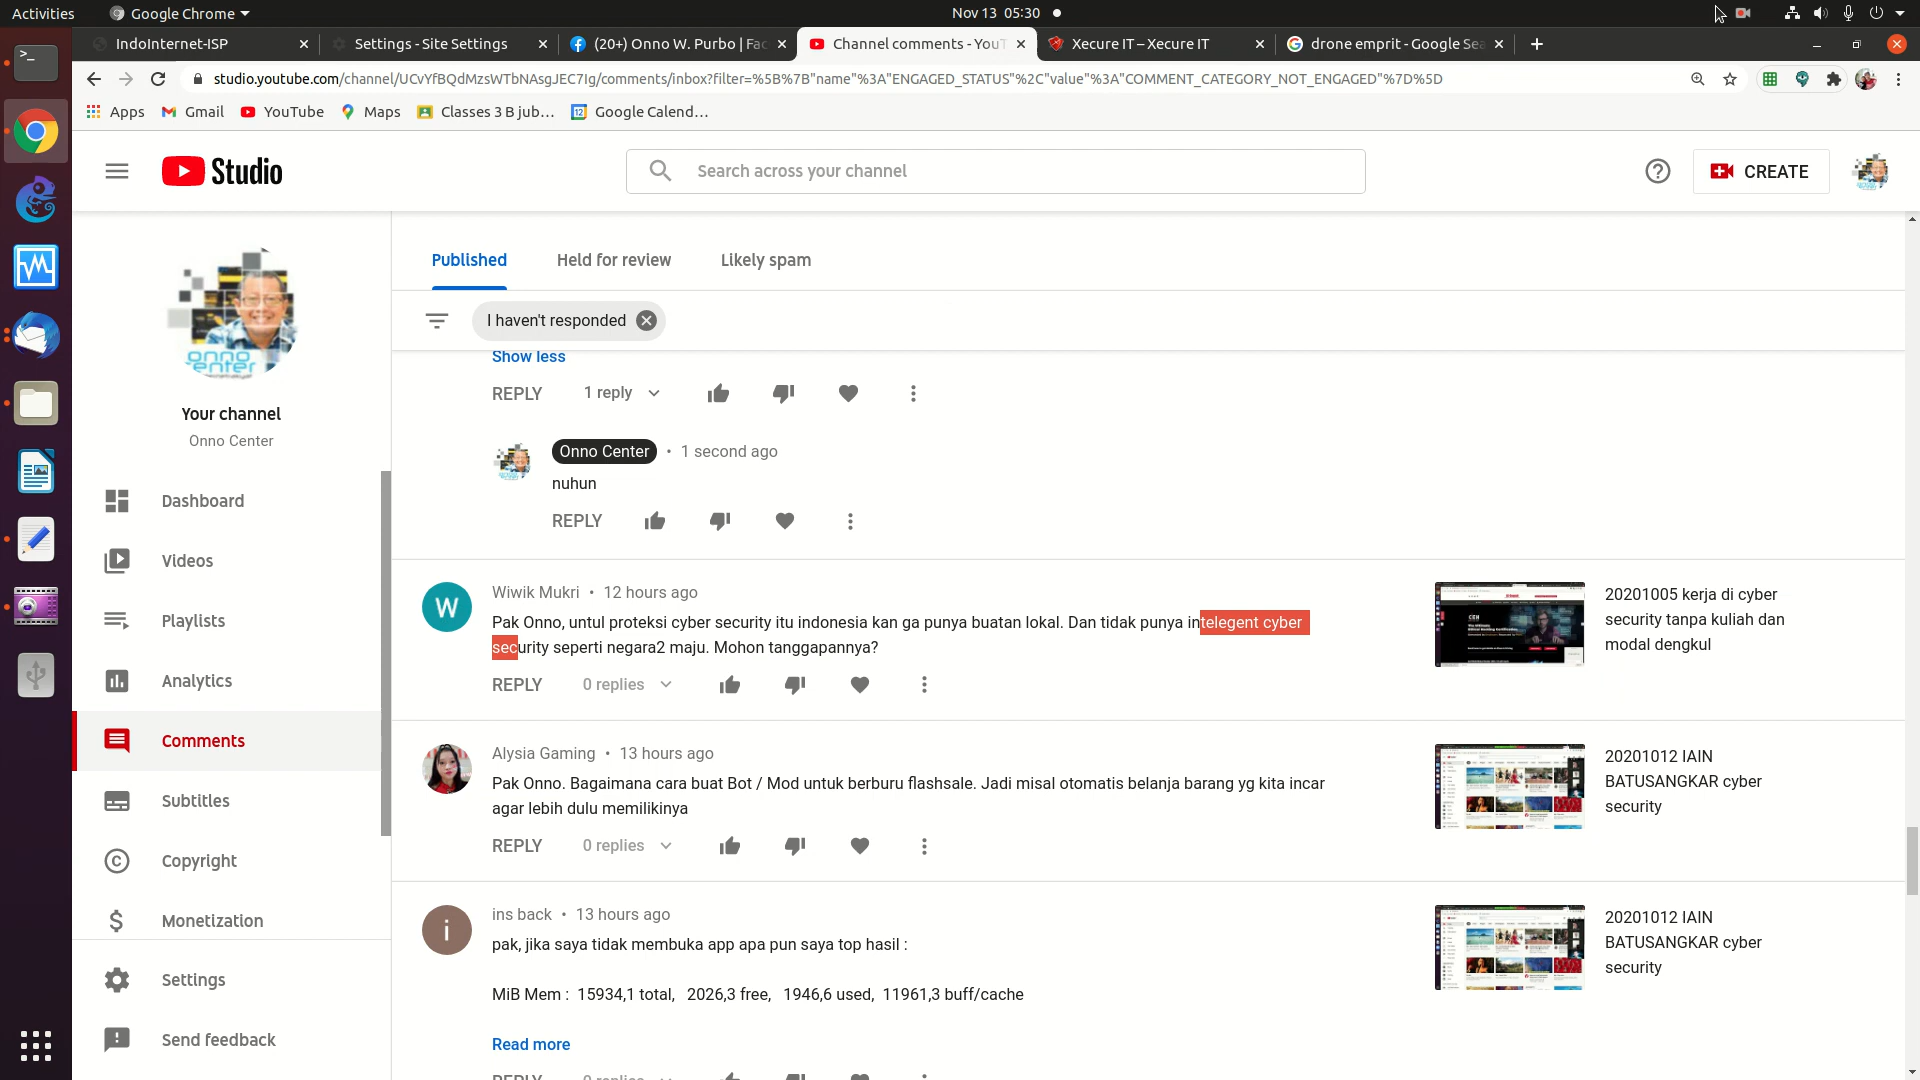 Activities
Google Chrome
Nov 13 05:30
IndoInternet-ISP
Settings - Site Settings
(20+) Onno W. Purbo | Fac
Channel comments - YouT
Xecure IT – Xecure IT
drone emprit - Google Sea
studio.youtube.com/channel/UCvYfBQdMzsWTbNAsgJEC7Ig/comments/inbox?filter=%5B%7B"name"%3A"ENGAGED_STATUS"%2C"value"%3A"COMMENT_CATEGORY_NOT_ENGAGED"%7D%5D
Apps
Gmail
YouTube
Maps
Classes 3 B jub...
Google Calend...
Studio
Search across your channel
CREATE
Your channel
Onno Center
Dashboard
Videos
Playlists
Analytics
Comments
Subtitles
Copyright
Monetization
Settings
Send feedback
Published
Held for review
Likely spam
I haven't responded
Show less
REPLY 1 reply
Onno Center • 1 second ago
nuhun
REPLY
W
Wiwik Mukri • 12 hours ago
Pak Onno, untul proteksi cyber security itu indonesia kan ga punya buatan lokal. Dan tidak punya intelegent cyber
security seperti negara2 maju. Mohon tanggapannya?
REPLY 0 replies
20201005 kerja di cyber
security tanpa kuliah dan
modal dengkul
Alysia Gaming • 13 hours ago
Pak Onno. Bagaimana cara buat Bot / Mod untuk berburu flashsale. Jadi misal otomatis belanja barang yg kita incar
agar lebih dulu memilikinya
REPLY 0 replies
20201012 IAIN
BATUSANGKAR cyber
security
i
ins back • 13 hours ago
pak, jika saya tidak membuka app apa pun saya top hasil :
MiB Mem : 15934,1 total, 2026,3 free, 1946,6 used, 11961,3 buff/cache
Read more
REPLY 0 replies
20201012 IAIN
BATUSANGKAR cyber
security